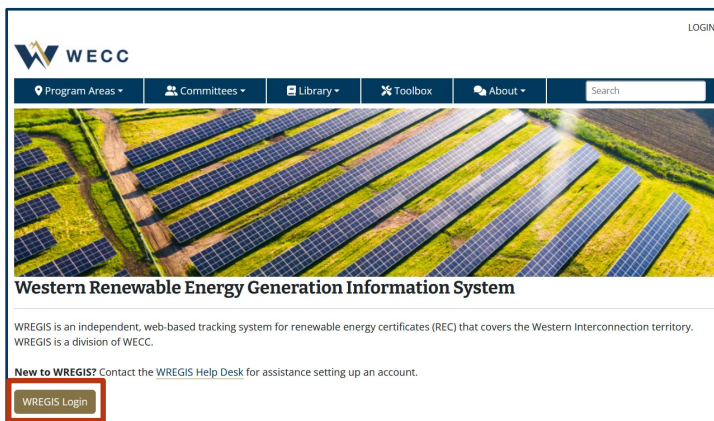 LOGIN
WECC
Program Areas
Committees
Library
Toolbox
About
Search
Western Renewable Energy Generation Information System
WREGIS is an independent, web-based tracking system for renewable energy certificates (REC) that covers the Western Interconnection territory.
WREGIS is a division of WECC.
New to WREGIS? Contact the WREGIS Help Desk for assistance setting up an account.
WREGIS Login